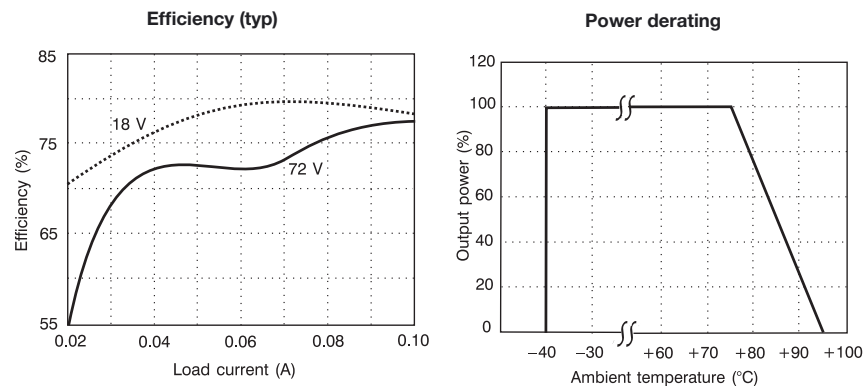 Efficiency (typ)
85
75
65
55
Efficiency (%)
18 V
72 V
0.02 0.04 0.06 0.08 0.10
Load current (A)
Power derating
120
100
80
60
40
20
0
Output power (%)
−40 −30 +60 +70 +80 +90 +100
Ambient temperature (°C)